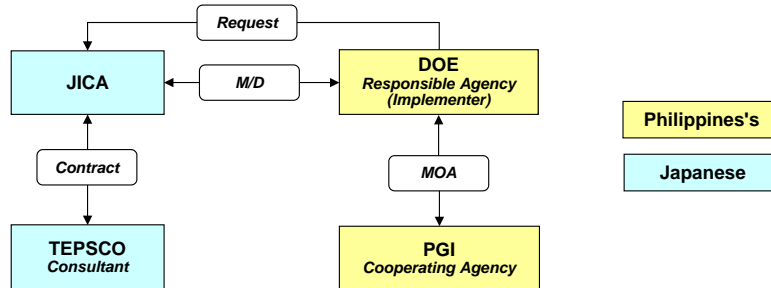 Request
JICA
M/D
DOE
Responsible Agency
(Implementer)
Philippines's
Contract
MOA
Japanese
TEPSCO
Consultant
PGI
Cooperating Agency